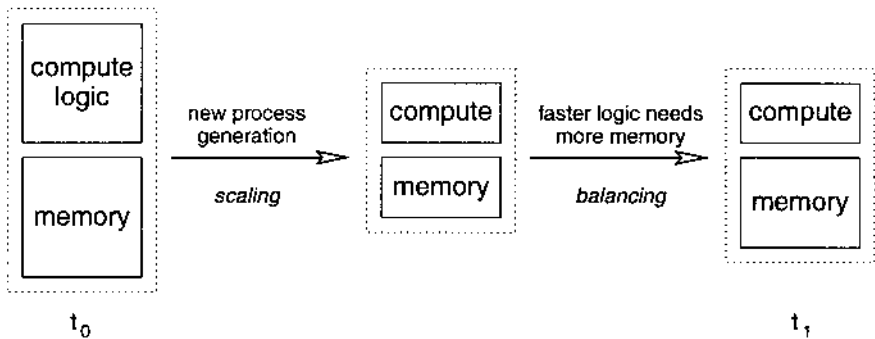 compute
logic
memory
t0
new process
generation
scaling
compute
memory
faster logic needs
more memory
balancing
compute
memory
t1